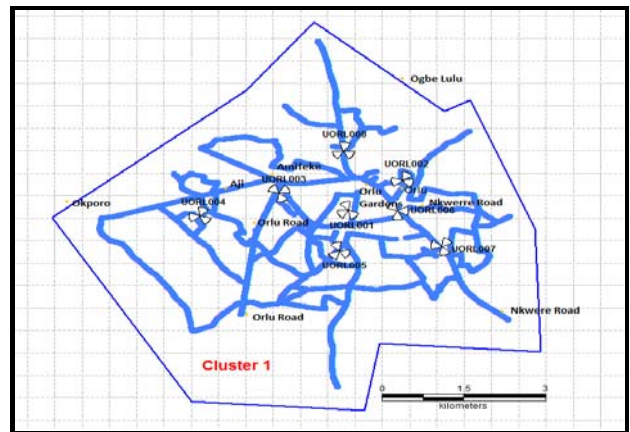 Ogbe Lulu
UORL008
Amifeke
UORL002
Aji
UORL003
Orlu
Orlu
Okporo
UORL004
Gardens
Nkwerre Road
UORL006
Orlu Road
UORL001
UORL007
UORL005
Orlu Road
Nkwere Road
Cluster 1
0 1.5 3
kilometers